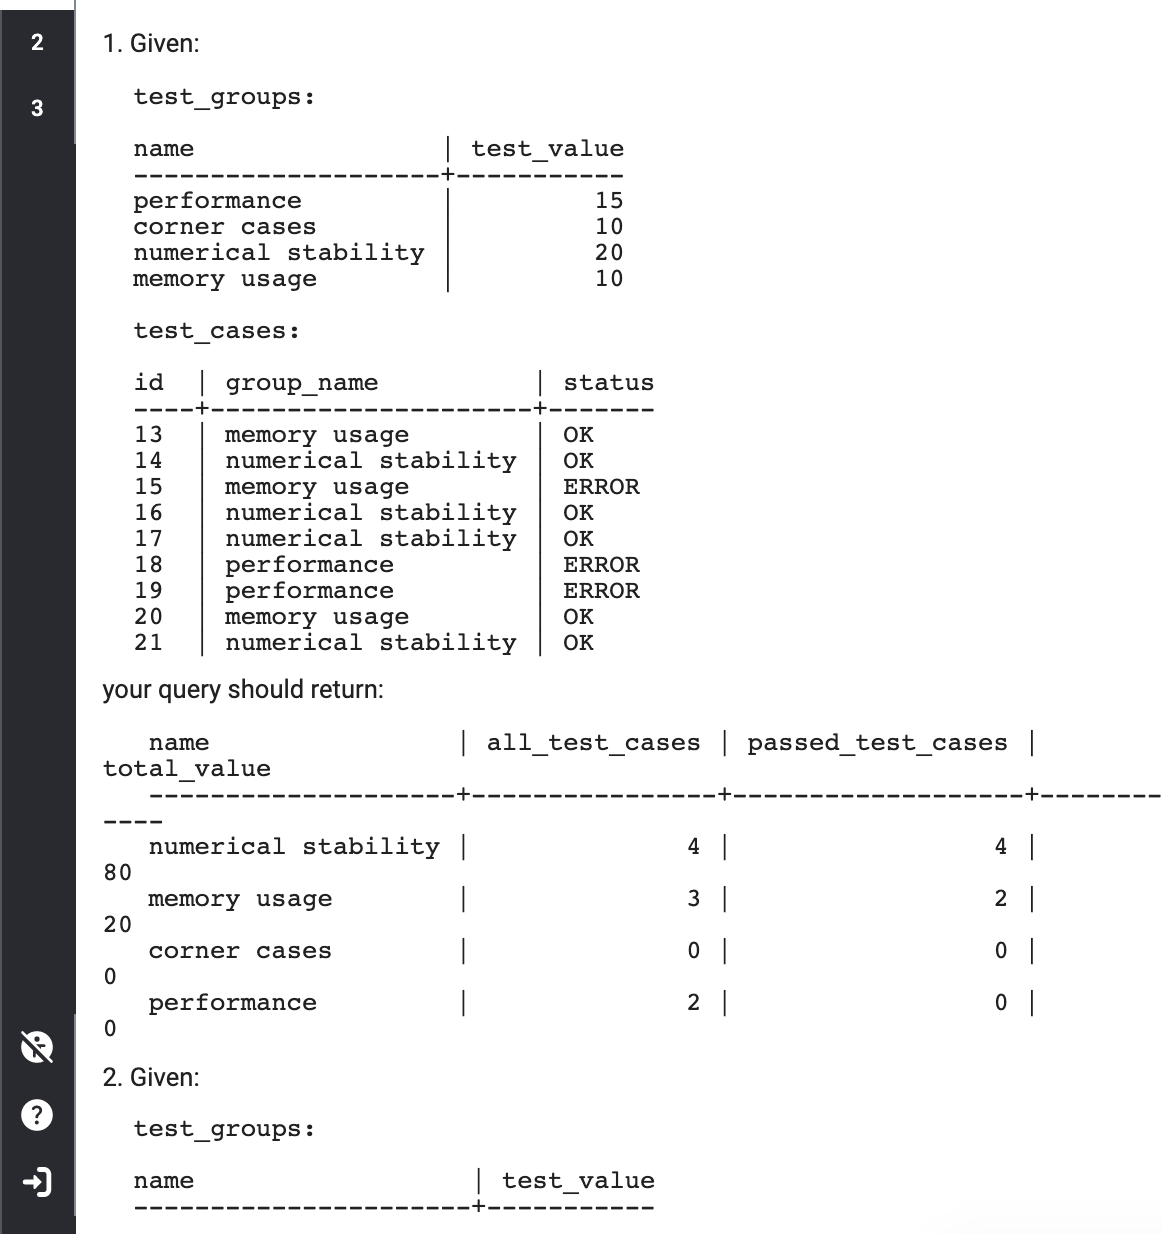 2
3
1. Given:
test_groups:
name | test_value
--------------------+-----------
performance | 15
corner cases | 10
numerical stability | 20
memory usage | 10
test_cases:
id | group_name | status
----+---------------------+-------
13 | memory usage | OK
14 | numerical stability | OK
15 | memory usage | ERROR
16 | numerical stability | OK
17 | numerical stability | OK
18 | performance | ERROR
19 | performance | ERROR
20 | memory usage | OK
21 | numerical stability | OK
your query should return:
name | all_test_cases | passed_test_cases |
total_value
--------------------+----------------+-------------------+--------
----
numerical stability | 4 | 4 |
80
memory usage | 3 | 2 |
20
corner cases | 0 | 0 |
0
performance | 2 | 0 |
0
2. Given:
test_groups:
name | test_value
----------------------+-----------
?